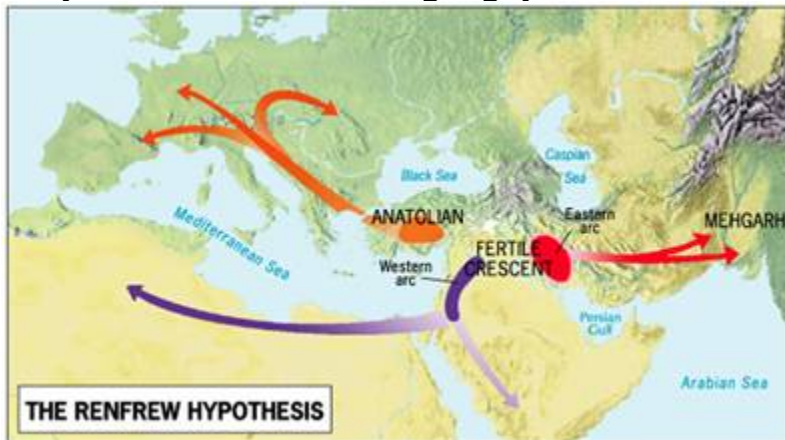 Black Sea
Caspian
Sea
ANATOLIAN
Eastern
arc
MEHGARH
Mediterranean Sea
FERTILE
CRESCENT
Western
arc
Persian
Gulf
Arabian Sea
THE RENFREW HYPOTHESIS